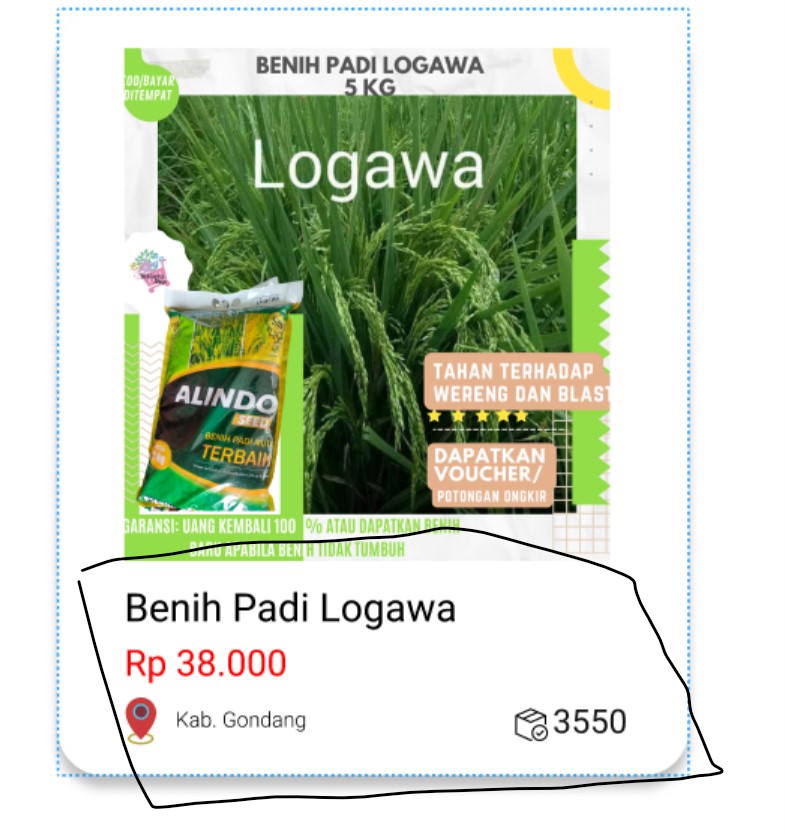 BENIH PADI LOGAWA
5 KG
COD/BAYAR
DITEMPAT
Logawa
TAHAN TERHADAP
WERENG DAN BLAST
ALINDO
SEED
BENIH PADI
TERBAIK
DAPATKAN
VOUCHER/
POTONGAN ONGKIR
GARANSI: UANG KEMBALI 100 % ATAU DAPATKAN BENIH
BARU APABILA BENIH TIDAK TUMBUH
Benih Padi Logawa
Rp 38.000
Kab. Gondang
3550